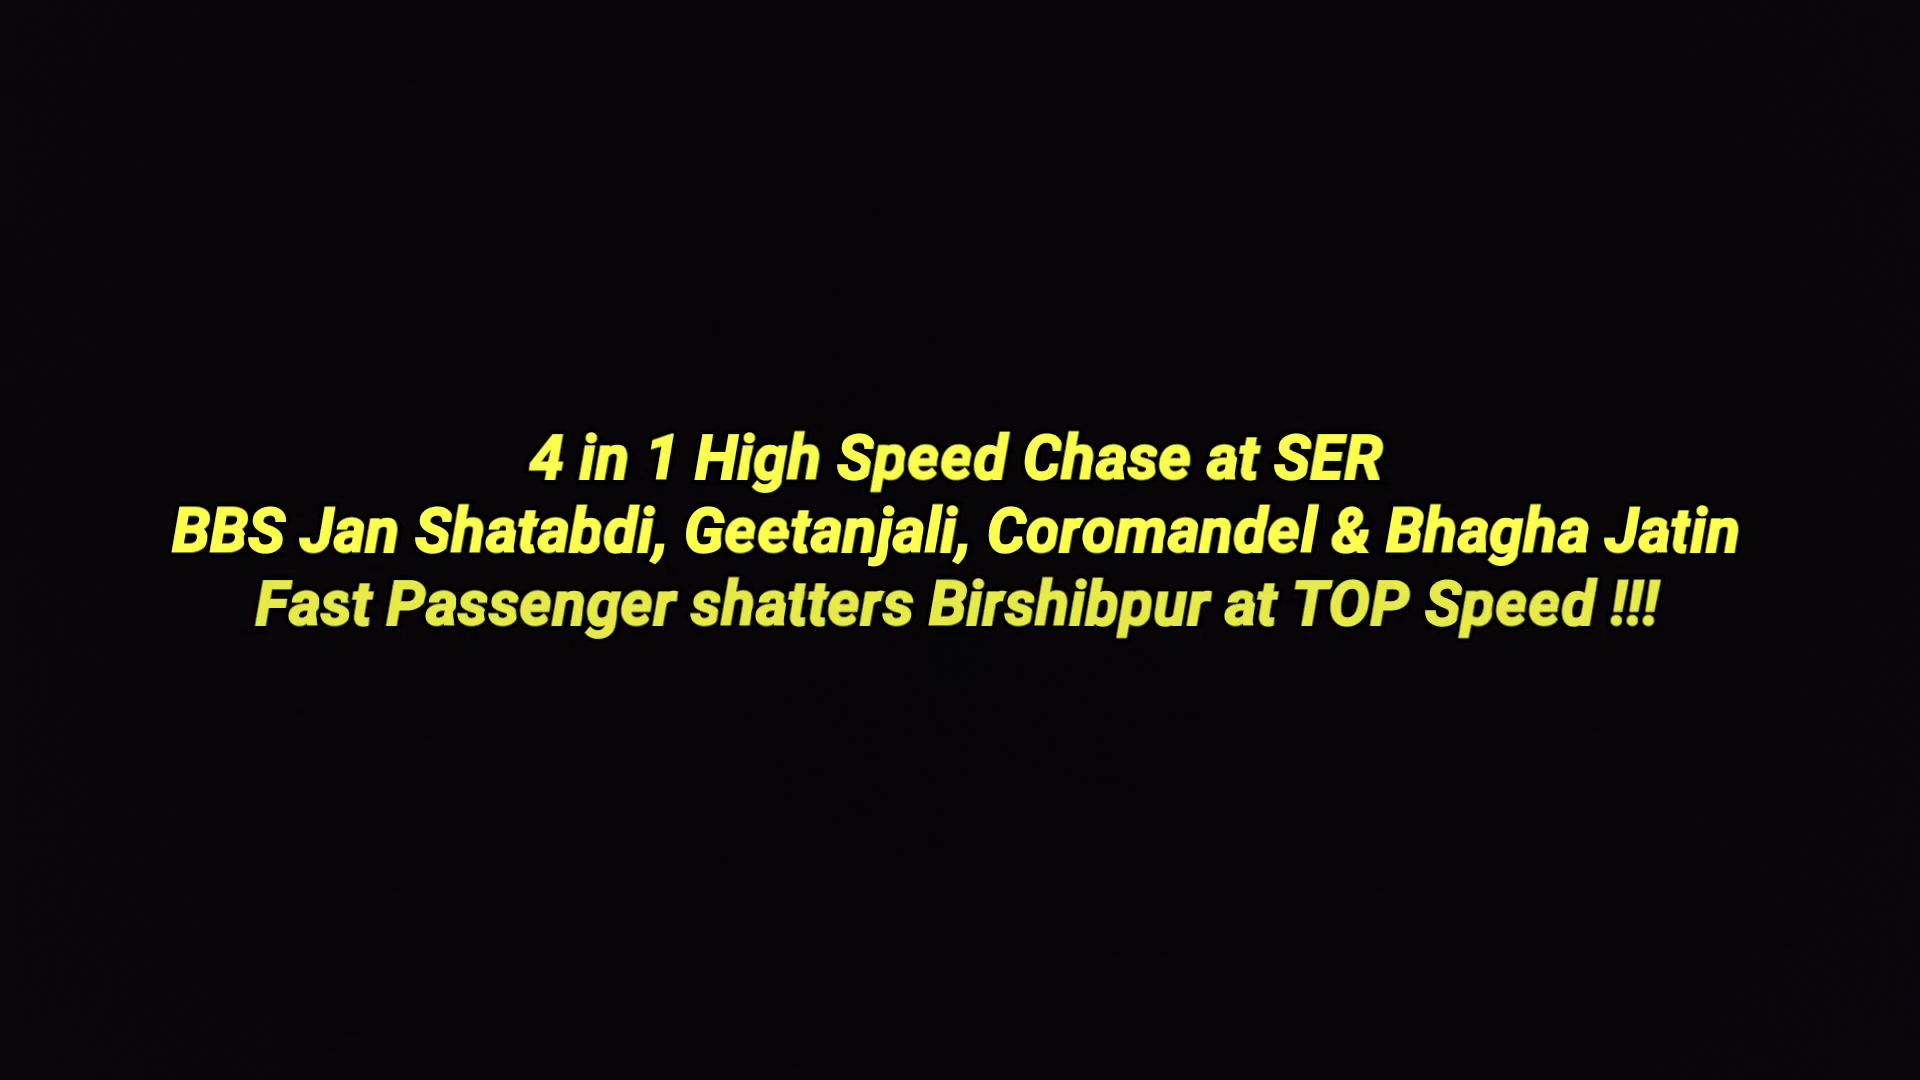 4 in 1 High Speed Chase at SER
BBS Jan Shatabdi, Geetanjali, Coromandel & Bhagha Jatin
Fast Passenger shatters Birshibpur at TOP Speed !!!